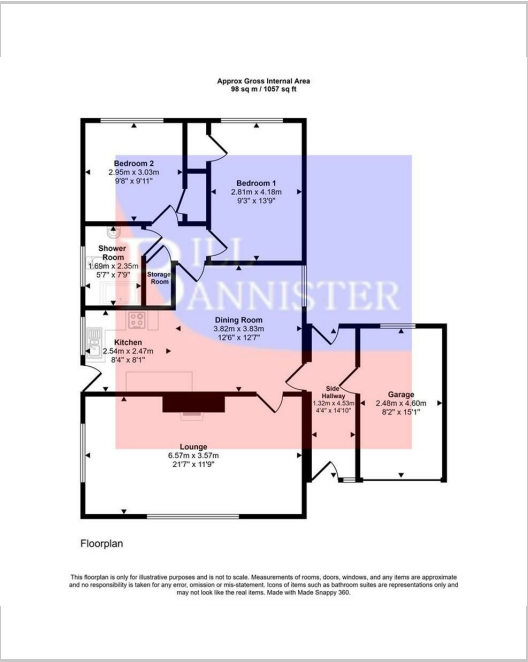 Approx Gross Internal Area
98 sq m / 1057 sq ft
Bedroom 2
2.95m x 3.03m
9'8" x 9'11"
Bedroom 1
2.81m x 4.18m
9'3" x 13'9"
Shower
Room
1.69m x 2.35m
5'7" x 7'9"
Storage
Room
BILL
BANNISTER
Dining Room
3.82m x 3.83m
12'6" x 12'7"
Kitchen
2.54m x 2.47m
8'4" x 8'1"
Side
Hallway
1.32m x 4.53m
4'4" x 14'10"
Garage
2.48m x 4.60m
8'2" x 15'1"
Lounge
6.57m x 3.57m
21'7" x 11'9"
Floorplan
This floorplan is only for illustrative purposes and is not to scale. Measurements of rooms, doors, windows, and any items are approximate
and no responsibility is taken for any error, omission or mis-statement. Icons of items such as bathroom suites are representations only and
may not look like the real items. Made with Made Snappy 360.